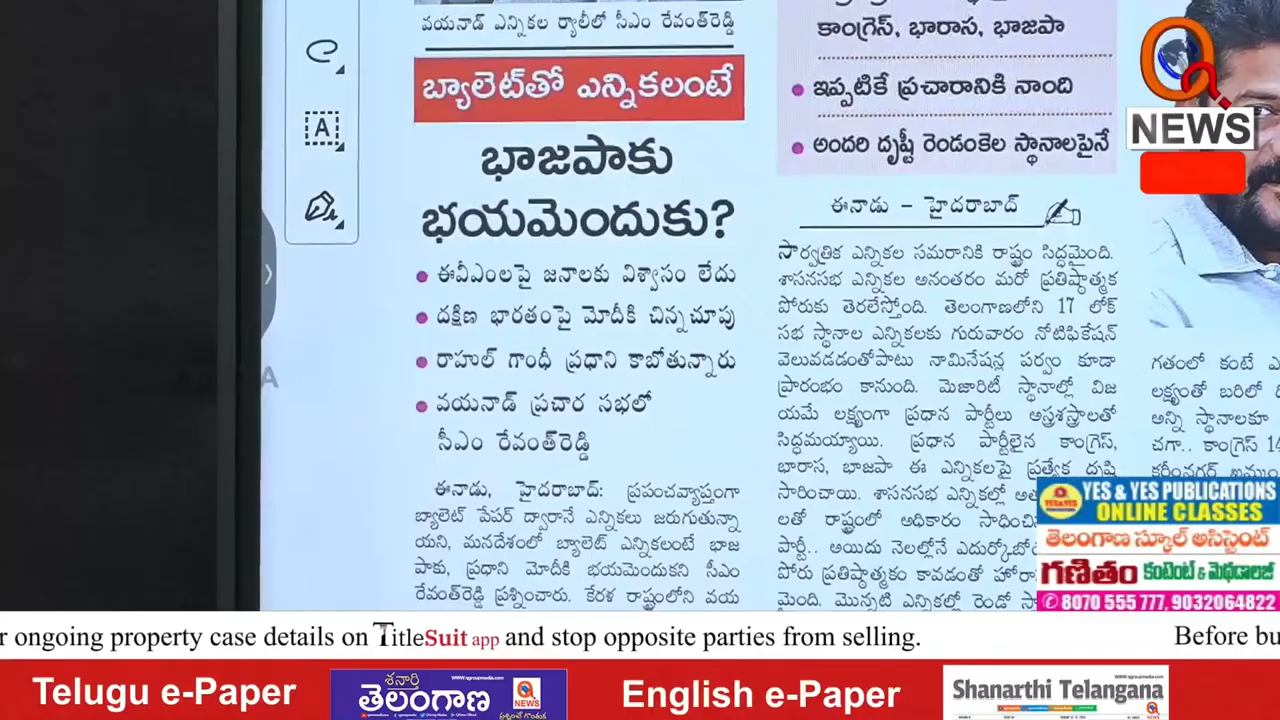 వయనాడ్ ఎన్నికల ర్యాలీలో సీఎం రేవంత్‌రెడ్డి
బ్యాలెట్‌తో ఎన్నికలంటే
భాజపాకు
భయమెందుకు?
• ఈవీఎంలపై జనాలకు విశ్వాసం లేదు
• దక్షిణ భారతంపై మోదీకి చిన్నచూపు
• రాహుల్ గాంధీ ప్రధాని కాబోతున్నారు
• వయనాడ్ ప్రచార సభలో
సీఎం రేవంత్‌రెడ్డి
ఈనాడు, హైదరాబాద్: ప్రపంచవ్యాప్తంగా
బ్యాలెట్ పేపర్ ద్వారానే ఎన్నికలు జరుగుతున్నా
యని, మనదేశంలో బ్యాలెట్ ఎన్నికలంటే భాజ
పాకు, ప్రధాని మోదీకి భయమెందుకని సీఎం
రేవంత్‌రెడ్డి ప్రశ్నించారు. కేరళ రాష్ట్రంలోని వయ
కాంగ్రెస్, భారాస, భాజపా
• ఇప్పటికే ప్రచారానికి నాంది
• అందరి దృష్టీ రెండంకెల స్థానాలపైనే
ఈనాడు - హైదరాబాద్
సార్వత్రిక ఎన్నికల సమరానికి రాష్ట్రం సిద్ధమైంది.
శాసనసభ ఎన్నికల అనంతరం మరో ప్రతిష్ఠాత్మక
పోరుకు తెరలేస్తోంది. తెలంగాణలోని 17 లోక్
సభ స్థానాల ఎన్నికలకు గురువారం నోటిఫికేషన్
వెలువడడంతోపాటు నామినేషన్ల పర్వం కూడా
ప్రారంభం కానుంది. మెజారిటీ స్థానాల్లో విజ
యమే లక్ష్యంగా ప్రధాన పార్టీలు అస్త్రశస్త్రాలతో
సిద్ధమయ్యాయి. ప్రధాన పార్టీలైన కాంగ్రెస్,
భారాస, భాజపా ఈ ఎన్నికలపై ప్రత్యేక దృష్టి
సారించాయి. శాసనసభ ఎన్నికల్లో
లతో రాష్ట్రంలో అధికారం
పార్టీ.. అయిదు నెలల్లోనే
పోరు ప్రతిష్ఠాత్మకం కావడంతో
మైంది. మొన్నటి ఎన్నికల్లో రెండో
గతంలో కంటే
లక్ష్యంతో బరిలో
అన్ని స్థానాలకూ
చగా.. కాంగ్రెస్ 14
కరీంనగర్
A
Q
NEWS
YES & YES PUBLICATIONS
ONLINE CLASSES
తెలంగాణ స్కూల్ అసిస్టెంట్
గణితం కంటెంట్ & మెథడాలజీ
8070 555 777, 9032064822
r ongoing property case details on TitleSuit app and stop opposite parties from selling. Before bu
Telugu e-Paper
శనార్తి
తెలంగాణ
NEWS
English e-Paper
Shanarthi Telangana